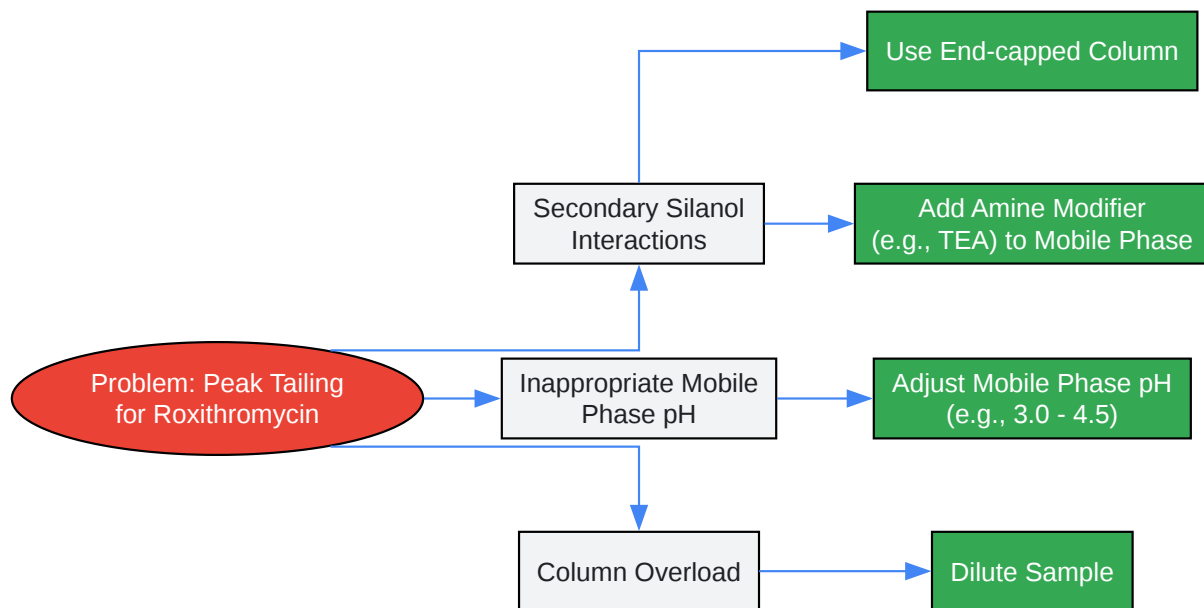 Use End-capped Column
Secondary Silanol
Interactions
Add Amine Modifier
(e.g., TEA) to Mobile Phase
Problem: Peak Tailing
for Roxithromycin
Inappropriate Mobile
Phase pH
Adjust Mobile Phase pH
(e.g., 3.0 - 4.5)
Column Overload
Dilute Sample